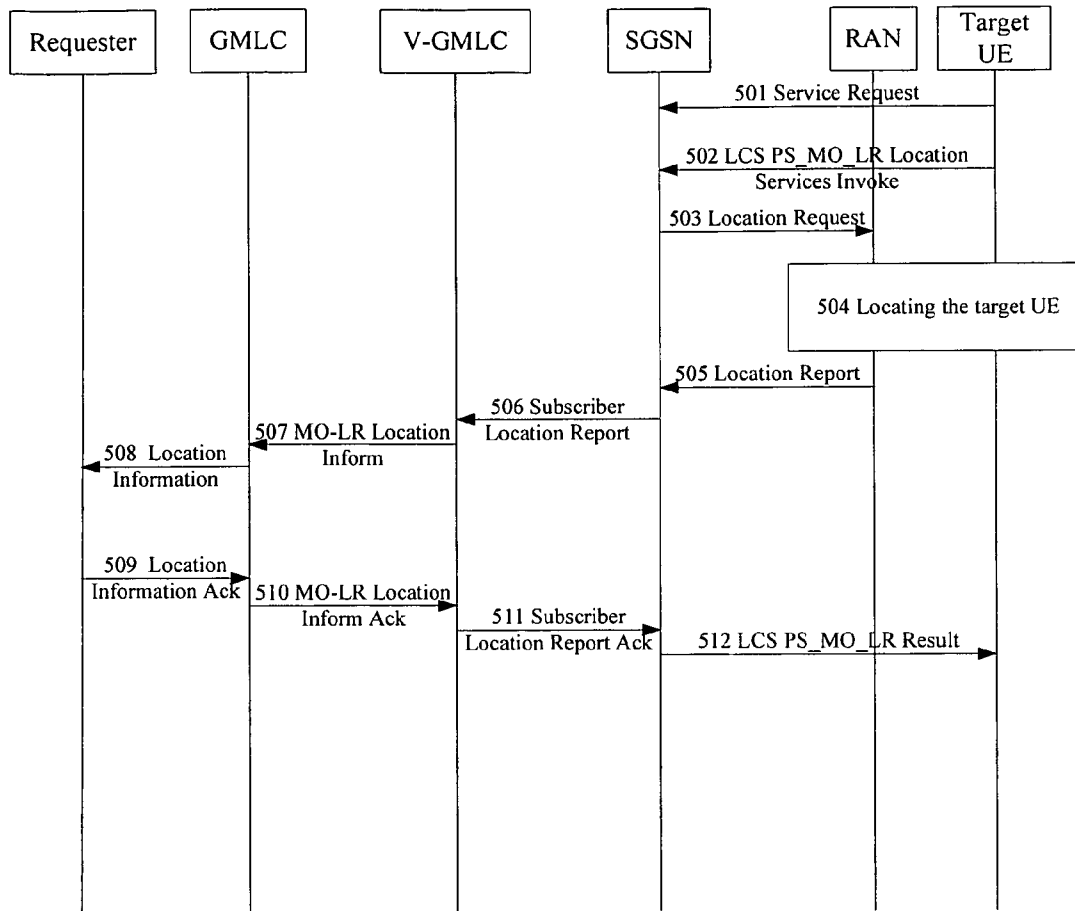 Requester
GMLC
V-GMLC
SGSN
RAN
Target
UE
501 Service Request
502 LCS PS_MO_LR Location
Services Invoke
503 Location Request
504 Locating the target UE
505 Location Report
506 Subscriber
Location Report
507 MO-LR Location
Inform
508 Location
Information
509 Location
Information Ack
510 MO-LR Location
Inform Ack
511 Subscriber
Location Report Ack
512 LCS PS_MO_LR Result